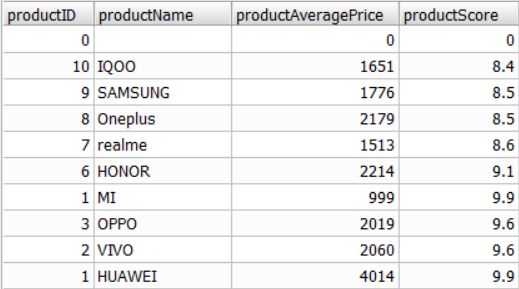 productID productName productAveragePrice productScore
0 0 0
10 IQOO 1651 8.4
9 SAMSUNG 1776 8.5
8 Oneplus 2179 8.5
7 realme 1513 8.6
6 HONOR 2214 9.1
1 MI 999 9.9
3 OPPO 2019 9.6
2 VIVO 2060 9.6
1 HUAWEI 4014 9.9